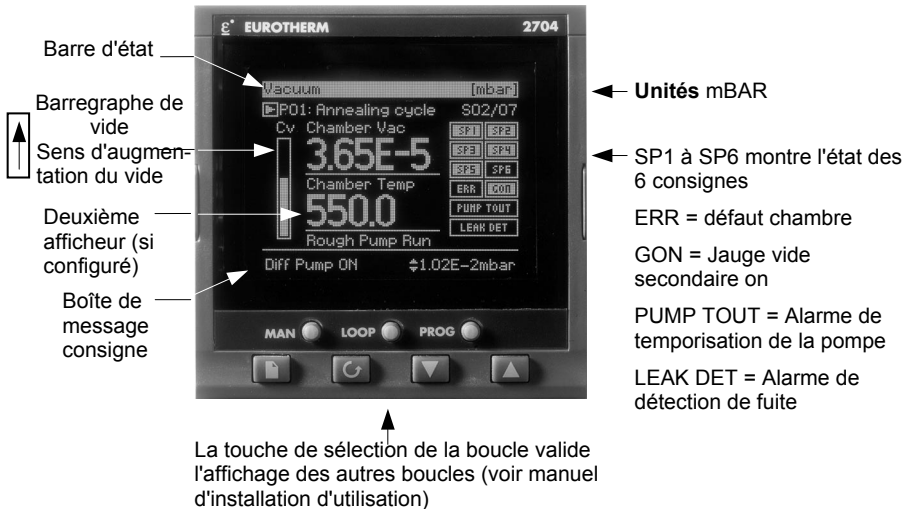 ε EUROTHERM 2704
Barre d'état
Vacuum [mbar]
Unités mBAR
P01: Annealing cycle S02/07
Barregraphe de
vide
Sens d'augmen-
tation du vide
Cv Chamber Vac
3.65E-5
SP1 SP2
SP3 SP4
SP5 SP6
ERR GON
PUMP TOUT
LEAK DET
SP1 à SP6 montre l'état des
6 consignes
ERR = défaut chambre
GON = Jauge vide
secondaire on
PUMP TOUT = Alarme de
temporisation de la pompe
LEAK DET = Alarme de
détection de fuite
Chamber Temp
550.0
Deuxième
afficheur (si
configuré)
Rough Pump Run
Diff Pump ON 1.02E-2mbar
Boîte de
message
consigne
MAN LOOP PROG
La touche de sélection de la boucle valide
l'affichage des autres boucles (voir manuel
d'installation d'utilisation)